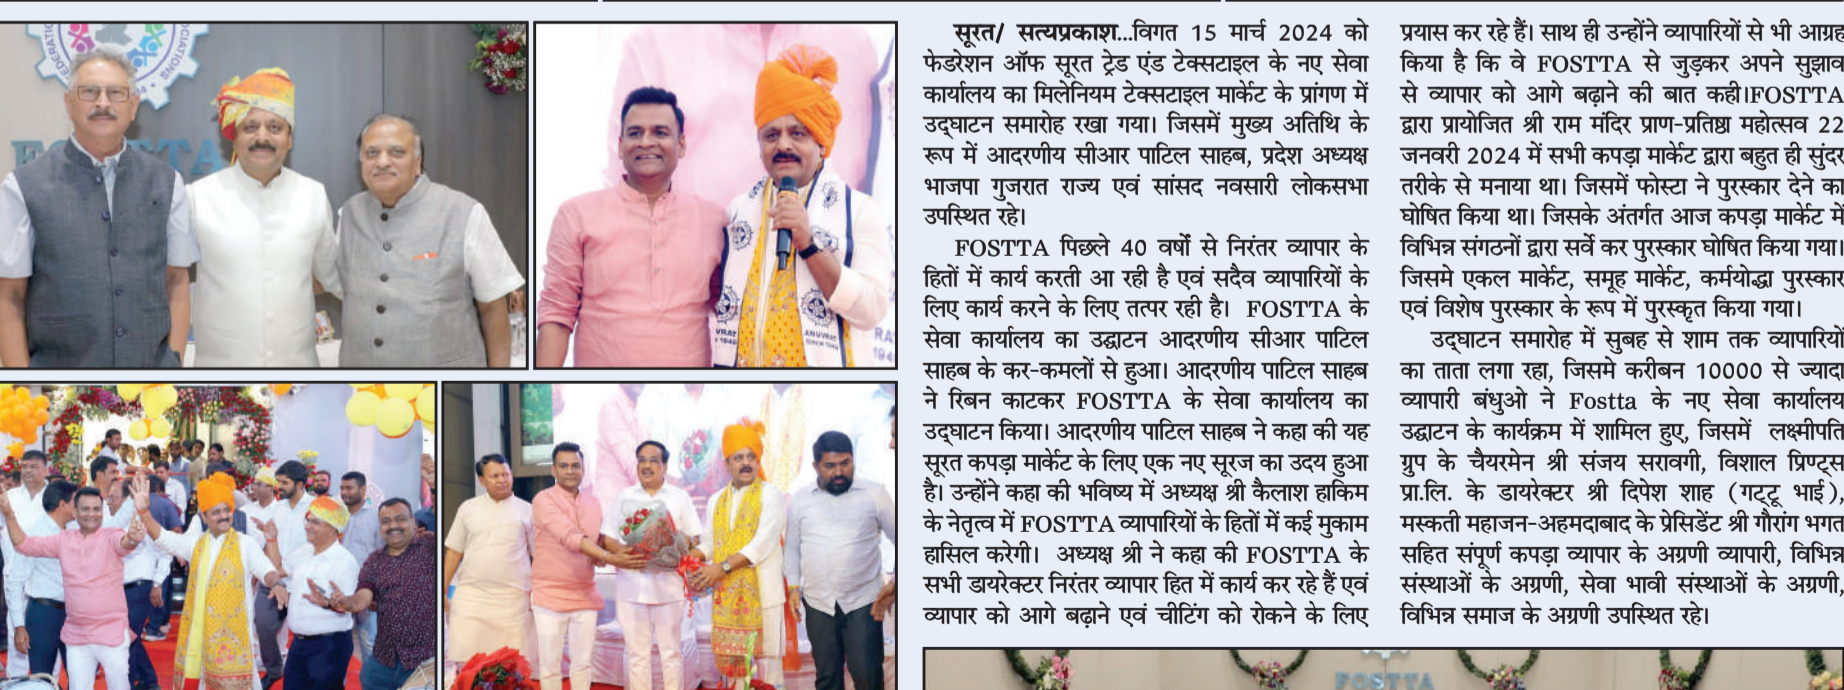 FEDERATI
OCIATIONS
FOSTTA
ANUVRAT
सूरत/ सत्यप्रकाश...विगत 15 मार्च 2024 को
फेडरेशन ऑफ सूरत ट्रेड एंड टेक्सटाइल के नए सेवा
कार्यालय का मिलेनियम टेक्सटाइल मार्केट के प्रांगण में
उद्घाटन समारोह रखा गया। जिसमें मुख्य अतिथि के
रूप में आदरणीय सीआर पाटिल साहब, प्रदेश अध्यक्ष
भाजपा गुजरात राज्य एवं सांसद नवसारी लोकसभा
उपस्थित रहे।
FOSTTA पिछले 40 वर्षों से निरंतर व्यापार के
हितों में कार्य करती आ रही है एवं सदैव व्यापारियों के
लिए कार्य करने के लिए तत्पर रही है। FOSTTA के
सेवा कार्यालय का उद्घाटन आदरणीय सीआर पाटिल
साहब के कर-कमलों से हुआ। आदरणीय पाटिल साहब
ने रिबन काटकर FOSTTA के सेवा कार्यालय का
उद्घाटन किया। आदरणीय पाटिल साहब ने कहा की यह
सूरत कपड़ा मार्केट के लिए एक नए सूरज का उदय हुआ
है। उन्होंने कहा की भविष्य में अध्यक्ष श्री कैलाश हाकिम
के नेतृत्व में FOSTTA व्यापारियों के हितों में कई मुकाम
हासिल करेगी। अध्यक्ष श्री ने कहा की FOSTTA के
सभी डायरेक्टर निरंतर व्यापार हित में कार्य कर रहे हैं एवं
व्यापार को आगे बढ़ाने एवं चीटिंग को रोकने के लिए
प्रयास कर रहे हैं। साथ ही उन्होंने व्यापारियों से भी आग्रह
किया है कि वे FOSTTA से जुड़कर अपने सुझाव
से व्यापार को आगे बढ़ाने की बात कही।FOSTTA
द्वारा प्रायोजित श्री राम मंदिर प्राण-प्रतिष्ठा महोत्सव 22
जनवरी 2024 में सभी कपड़ा मार्केट द्वारा बहुत ही सुंदर
तरीके से मनाया था। जिसमें फोस्टा ने पुरस्कार देने का
घोषित किया था। जिसके अंतर्गत आज कपड़ा मार्केट में
विभिन्न संगठनों द्वारा सर्वे कर पुरस्कार घोषित किया गया।
जिसमे एकल मार्केट, समूह मार्केट, कर्मयोद्धा पुरस्कार
एवं विशेष पुरस्कार के रूप में पुरस्कृत किया गया।
उद्घाटन समारोह में सुबह से शाम तक व्यापारियों
का ताता लगा रहा, जिसमे करीबन 10000 से ज्यादा
व्यापारी बंधुओ ने Fostta के नए सेवा कार्यालय
उद्घाटन के कार्यक्रम में शामिल हुए, जिसमें लक्ष्मीपति
ग्रुप के चैयरमेन श्री संजय सरावगी, विशाल प्रिण्ट्स
प्रा.लि. के डायरेक्टर श्री दिपेश शाह (गट्टू भाई),
मस्कती महाजन-अहमदाबाद के प्रेसिडेंट श्री गौरांग भगत
सहित संपूर्ण कपड़ा व्यापार के अग्रणी व्यापारी, विभिन्न
संस्थाओं के अग्रणी, सेवा भावी संस्थाओं के अग्रणी,
विभिन्न समाज के अग्रणी उपस्थित रहे।
FOSTTA